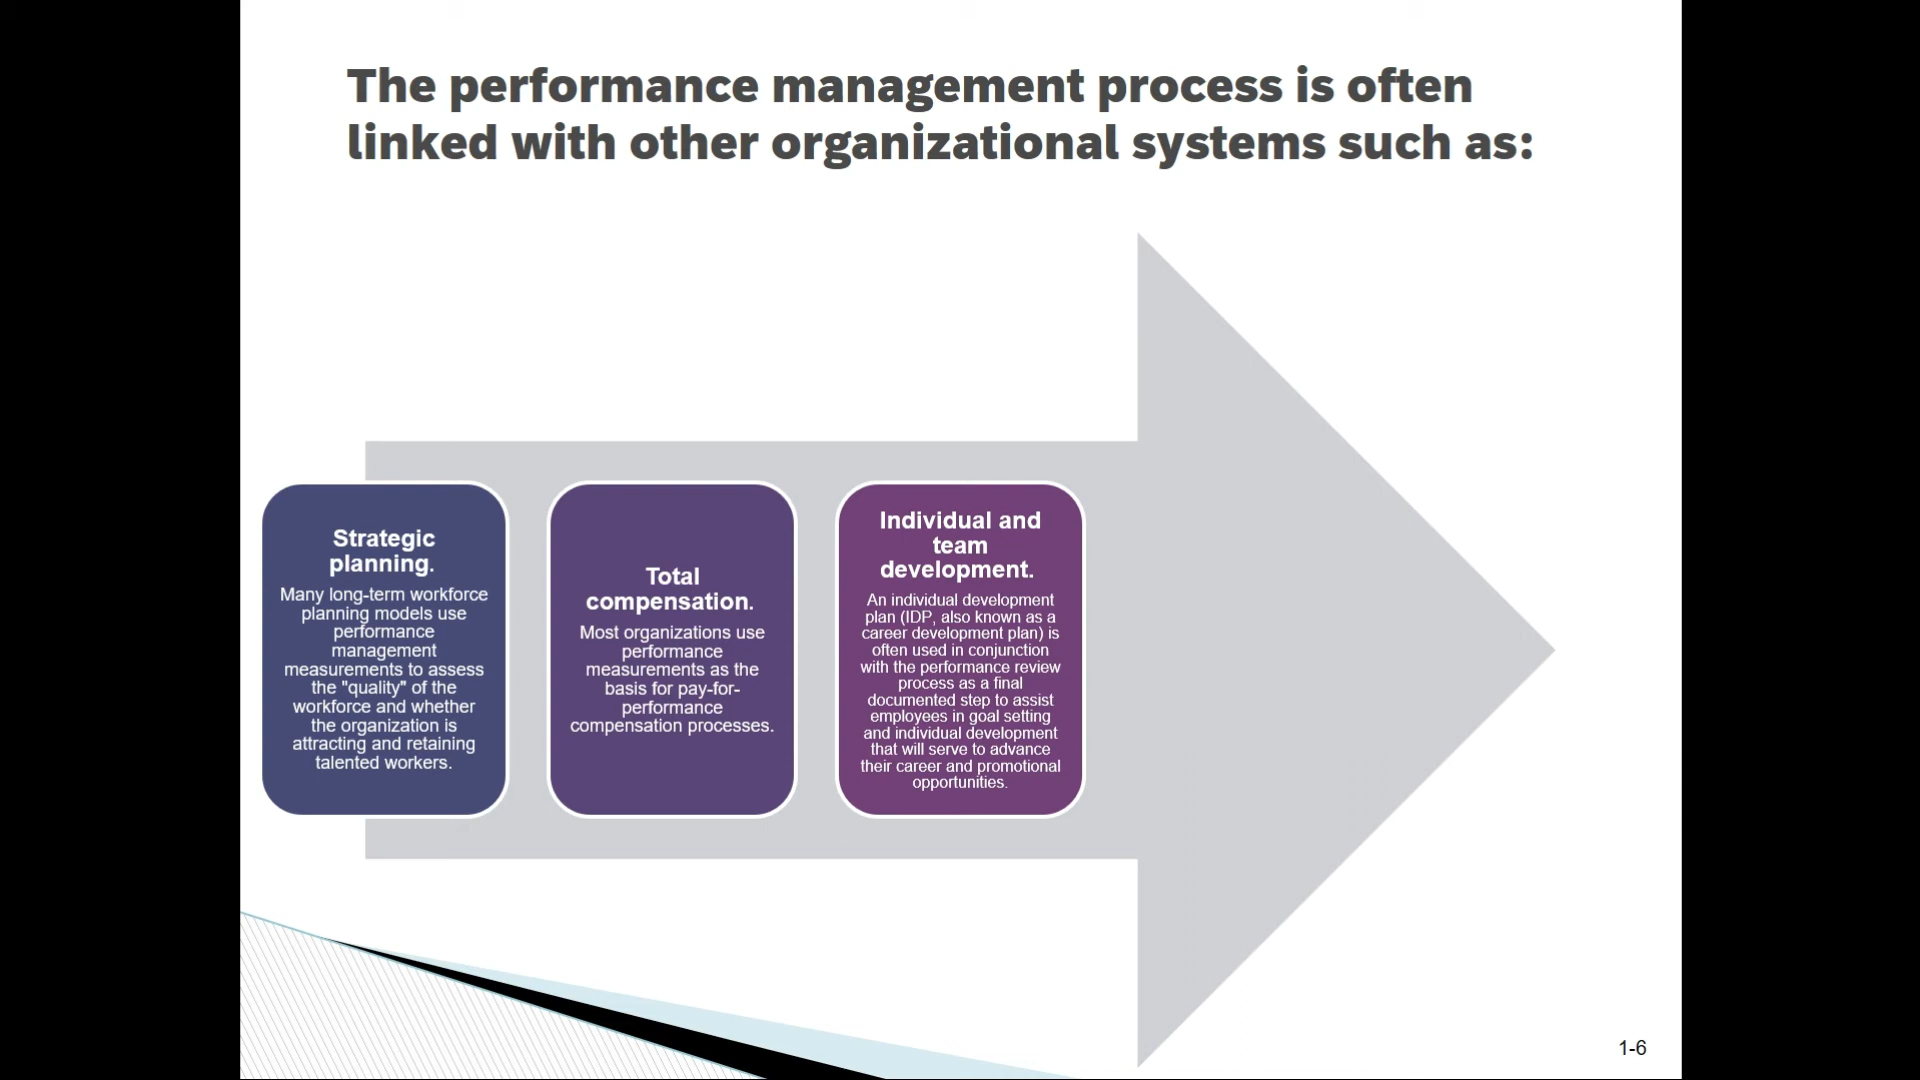 The performance management process is often
linked with other organizational systems such as:
Strategic
planning.
Many long-term workforce
planning models use
performance
management
measurements to assess
the "quality" of the
workforce and whether
the organization is
attracting and retaining
talented workers.
Total
compensation.
Most organizations use
performance
measurements as the
basis for pay-for-
performance
compensation processes.
Individual and
team
development.
An individual development
plan (IDP, also known as a
career development plan) is
often used in conjunction
with the performance review
process as a final
documented step to assist
employees in goal setting
and individual development
that will serve to advance
their career and promotional
opportunities.
1-6